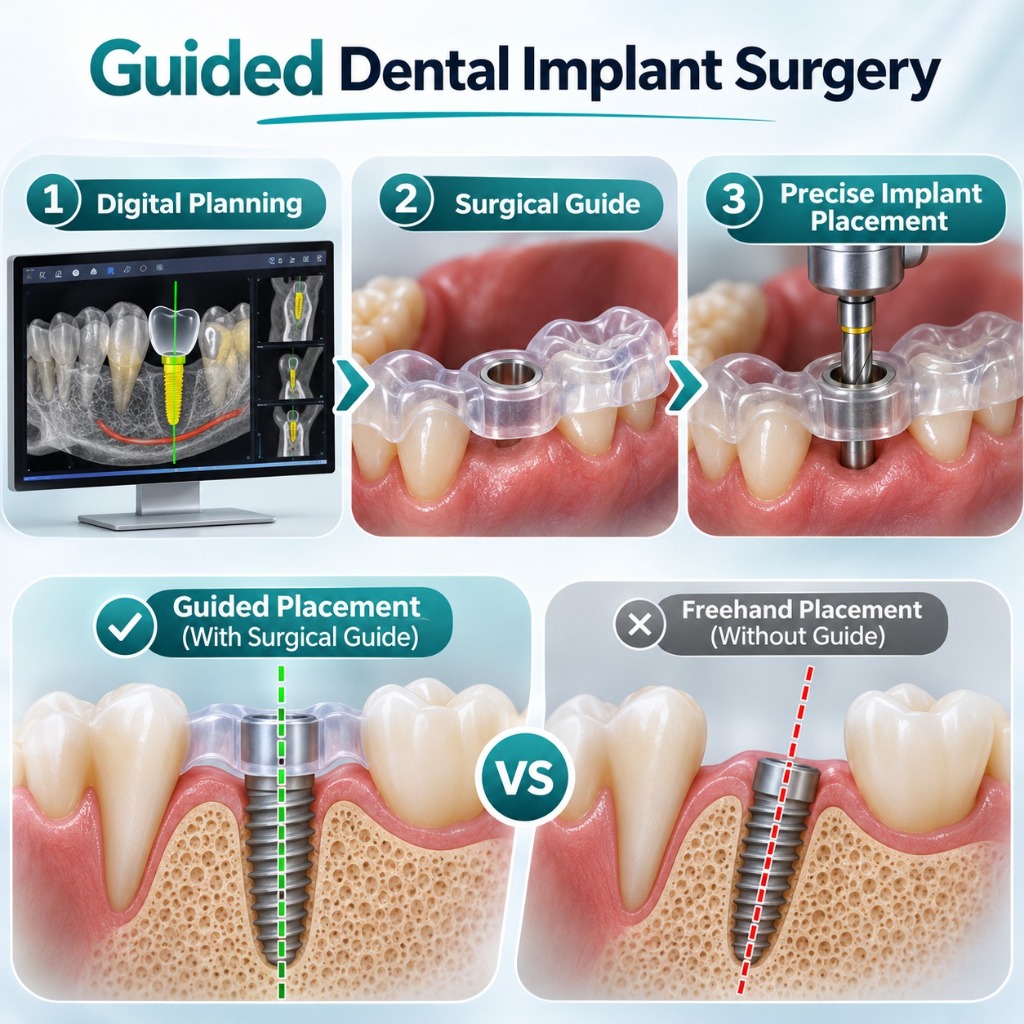 Guided Dental Implant Surgery
1 Digital Planning
2 Surgical Guide
3 Precise Implant
Placement
Guided Placement
(With Surgical Guide)
VS
Freehand Placement
(Without Guide)